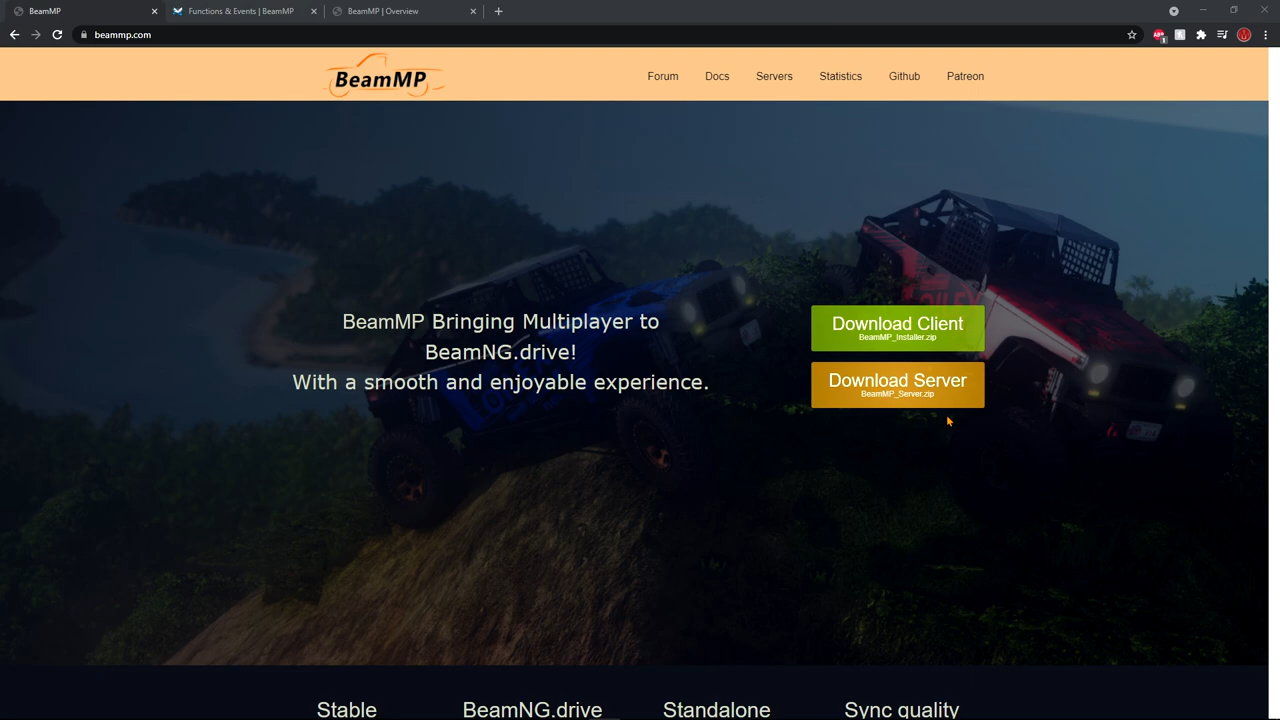 BeamMP
Functions & Events | BeamMP
BeamMP | Overview
beammp.com
BeamMP
Forum
Docs
Servers
Statistics
Github
Patreon
BeamMP Bringing Multiplayer to
BeamNG.drive!
With a smooth and enjoyable experience.
Download Client
BeamMP_Installer.zip
Download Server
BeamMP_Server.zip
Stable
BeamNG.drive
Standalone
Sync quality